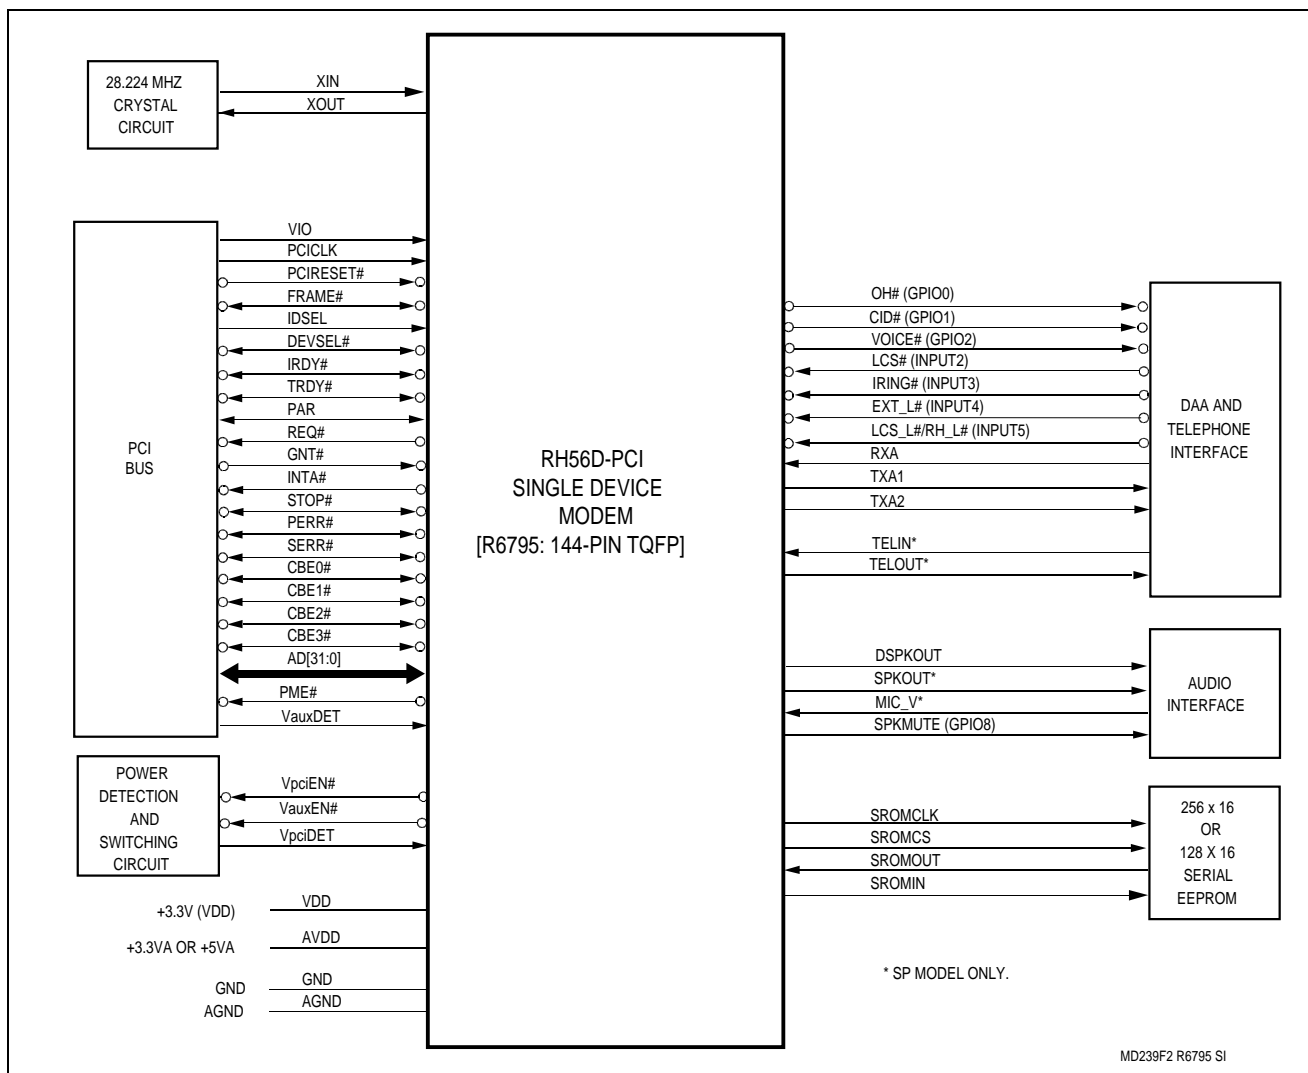 28.224 MHZ
CRYSTAL
CIRCUIT
XIN
XOUT
PCI
BUS
VIO
PCICLK
PCIRESET#
FRAME#
IDSEL
DEVSEL#
IRDY#
TRDY#
PAR
REQ#
GNT#
INTA#
STOP#
PERR#
SERR#
CBE0#
CBE1#
CBE2#
CBE3#
AD[31:0]
PME#
VauxDET
POWER
DETECTION
AND
SWITCHING
CIRCUIT
VpciEN#
VauxEN#
VpciDET
+3.3V (VDD)
VDD
+3.3VA OR +5VA
AVDD
GND
GND
AGND
AGND
RH56D-PCI
SINGLE DEVICE
MODEM
[R6795: 144-PIN TQFP]
OH# (GPIO0)
CID# (GPIO1)
VOICE# (GPIO2)
LCS# (INPUT2)
IRING# (INPUT3)
EXT_L# (INPUT4)
LCS_L#/RH_L# (INPUT5)
RXA
TXA1
TXA2
TELIN*
TELOUT*
DAA AND
TELEPHONE
INTERFACE
DSPKOUT
SPKOUT*
MIC_V*
SPKMUTE (GPIO8)
AUDIO
INTERFACE
SROMCLK
SROMCS
SROMOUT
SROMIN
256 x 16
OR
128 X 16
SERIAL
EEPROM
* SP MODEL ONLY.
MD239F2 R6795 SI